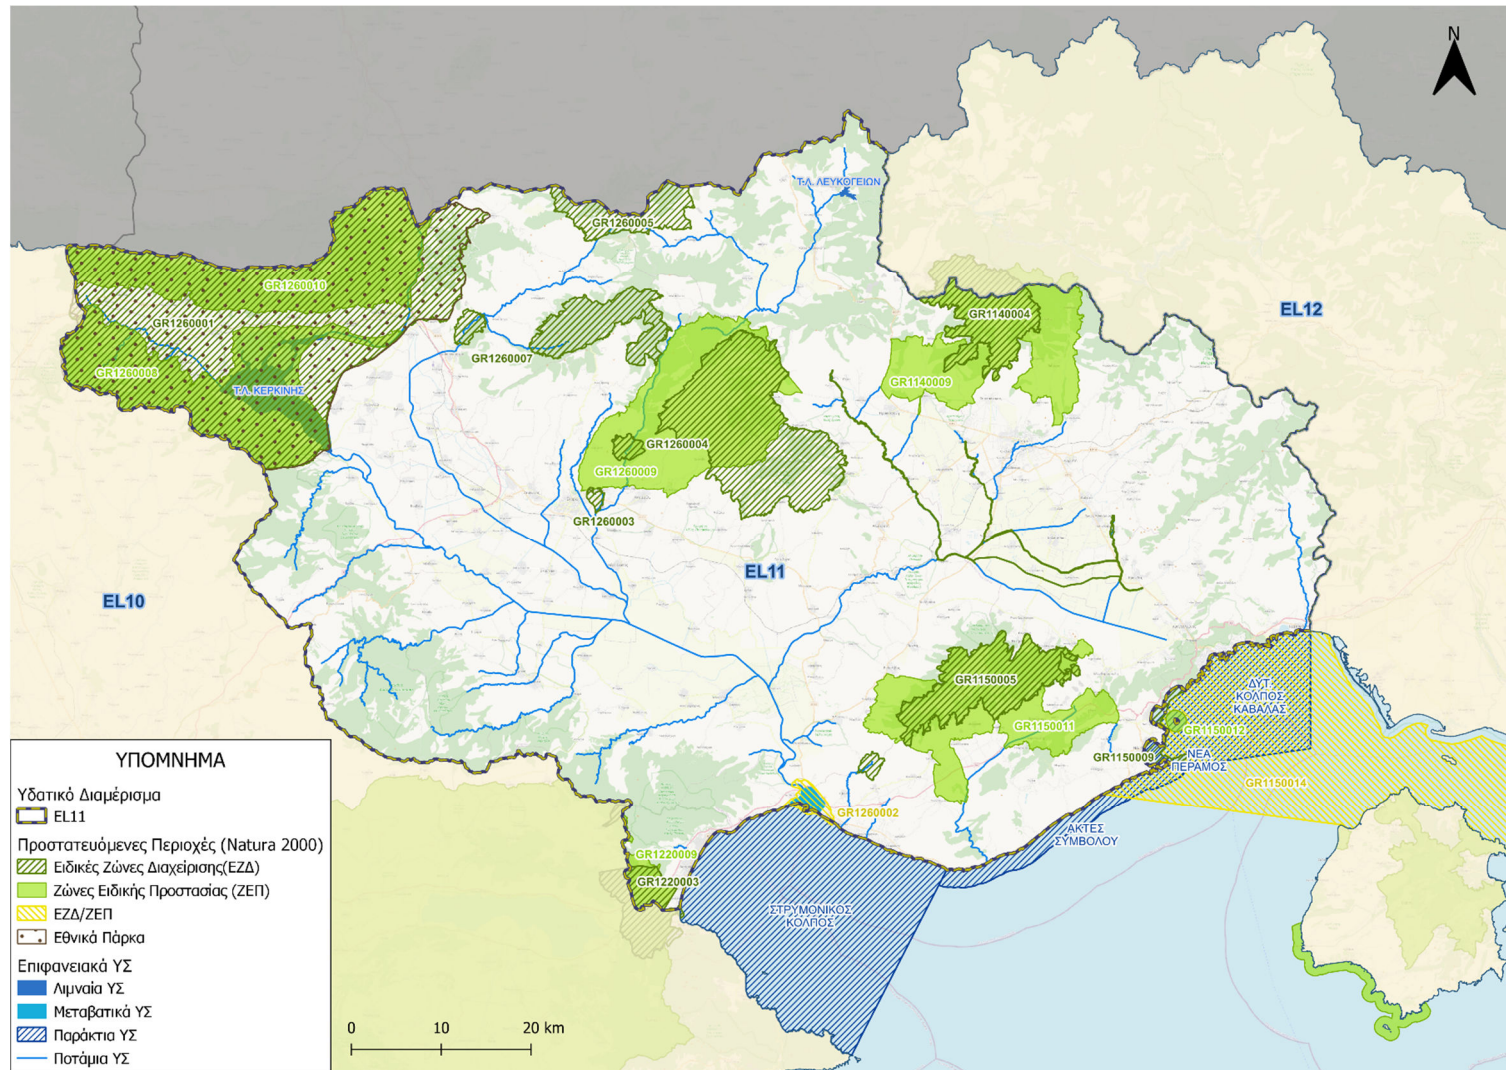 N
Τ.Λ. ΛΕΥΚΟΓΕΙΩΝ
GR1260005
GR1260010
GR1260001
GR1140004
EL12
GR1260007
GR1260008
GR1140009
Τ.Λ. ΚΕΡΚΙΝΗΣ
GR1260004
GR1260009
GR1260003
EL11
EL10
GR1150005
ΔΥΤ.
ΚΟΛΠΟΣ
ΚΑΒΑΛΑΣ
GR1150011
GR1150012
GR1150009
ΝΕΑ
ΠΕΡΑΜΟΣ
GR1150014
GR1260002
ΑΚΤΕΣ
ΣΥΜΒΟΛΟΥ
GR1220009
GR1220003
ΣΤΡΥΜΟΝΙΚΟΣ
ΚΟΛΠΟΣ
ΥΠΟΜΝΗΜΑ
Υδατικό Διαμέρισμα
EL11
Προστατευόμενες Περιοχές (Natura 2000)
Ειδικές Ζώνες Διαχείρισης(ΕΖΔ)
Ζώνες Ειδικής Προστασίας (ΖΕΠ)
ΕΖΔ/ΖΕΠ
Εθνικά Πάρκα
Επιφανειακά ΥΣ
Λιμναία ΥΣ
Μεταβατικά ΥΣ
Παράκτια ΥΣ
Ποτάμια ΥΣ
0 10 20 km